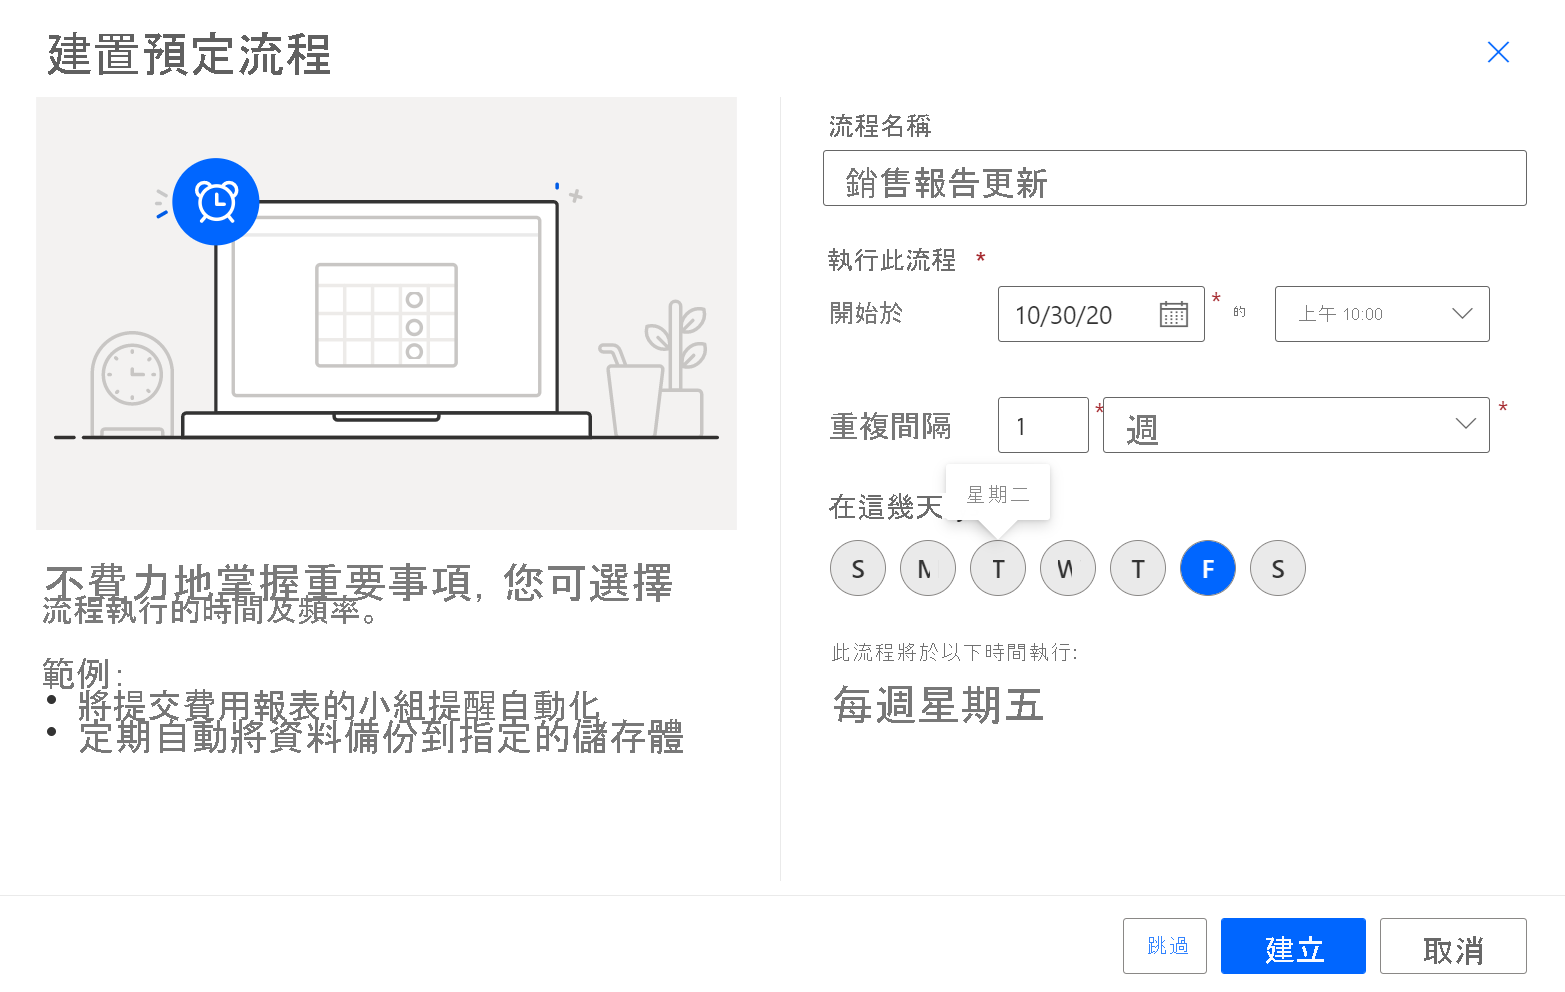 建置預定流程
不費力地掌握重要事項, 您可選擇
流程執行的時間及頻率。
範例:
• 將提交費用報表的小組提醒自動化
• 定期自動將資料備份到指定的儲存體
流程名稱
銷售報告更新
執行此流程 *
開始於 10/30/20 * 的 上午 10:00
重複間隔 1 * 週 *
在這幾天
星期二
S M T W T F S
此流程將於以下時間執行:
每週星期五
跳過 建立 取消